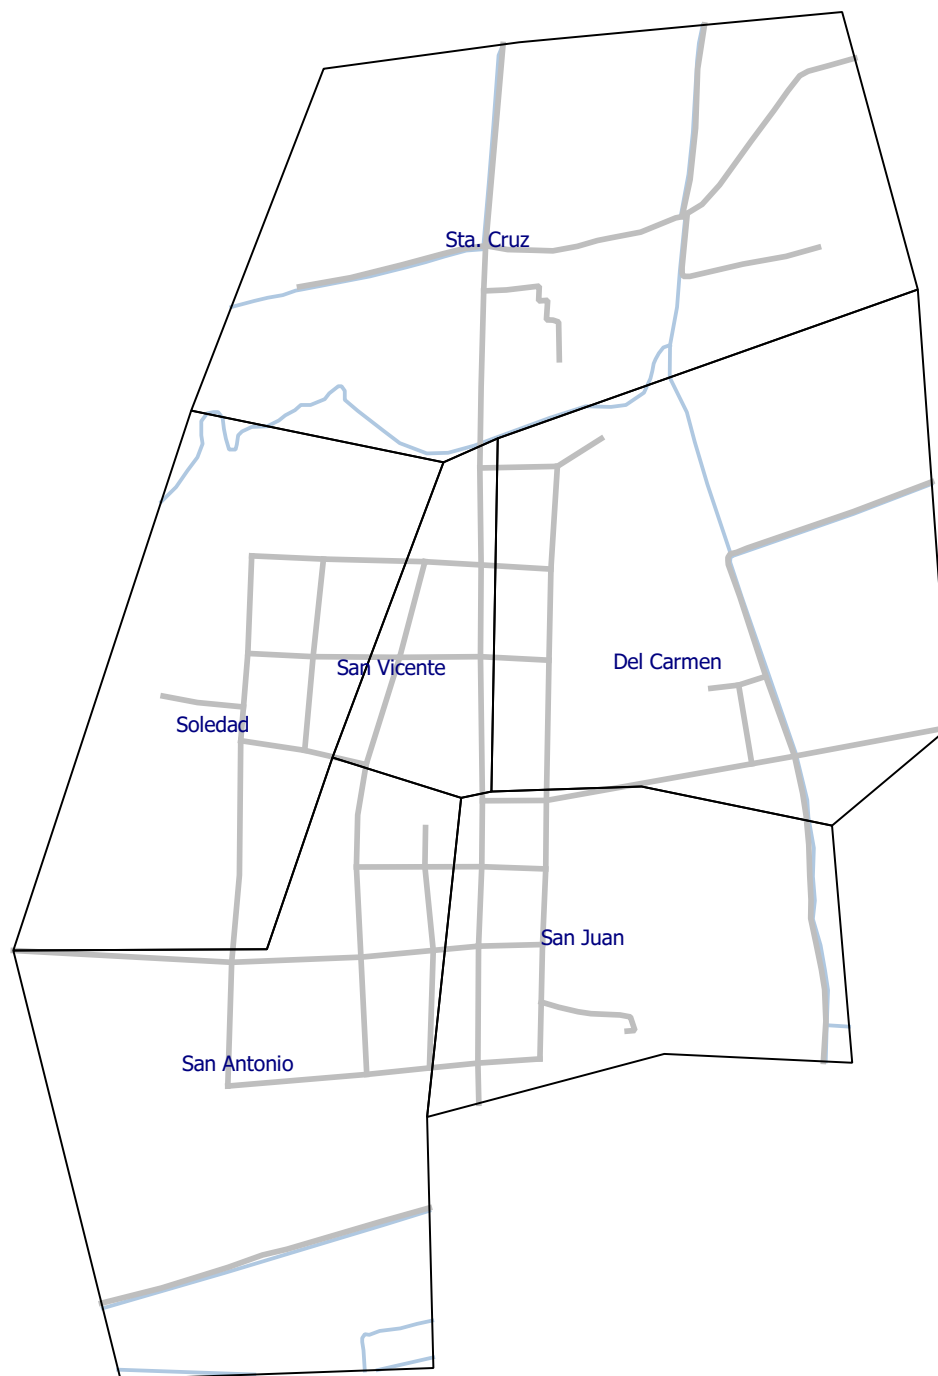 Sta. Cruz
Del Carmen
San Vicente
Soledad
San Juan
San Antonio